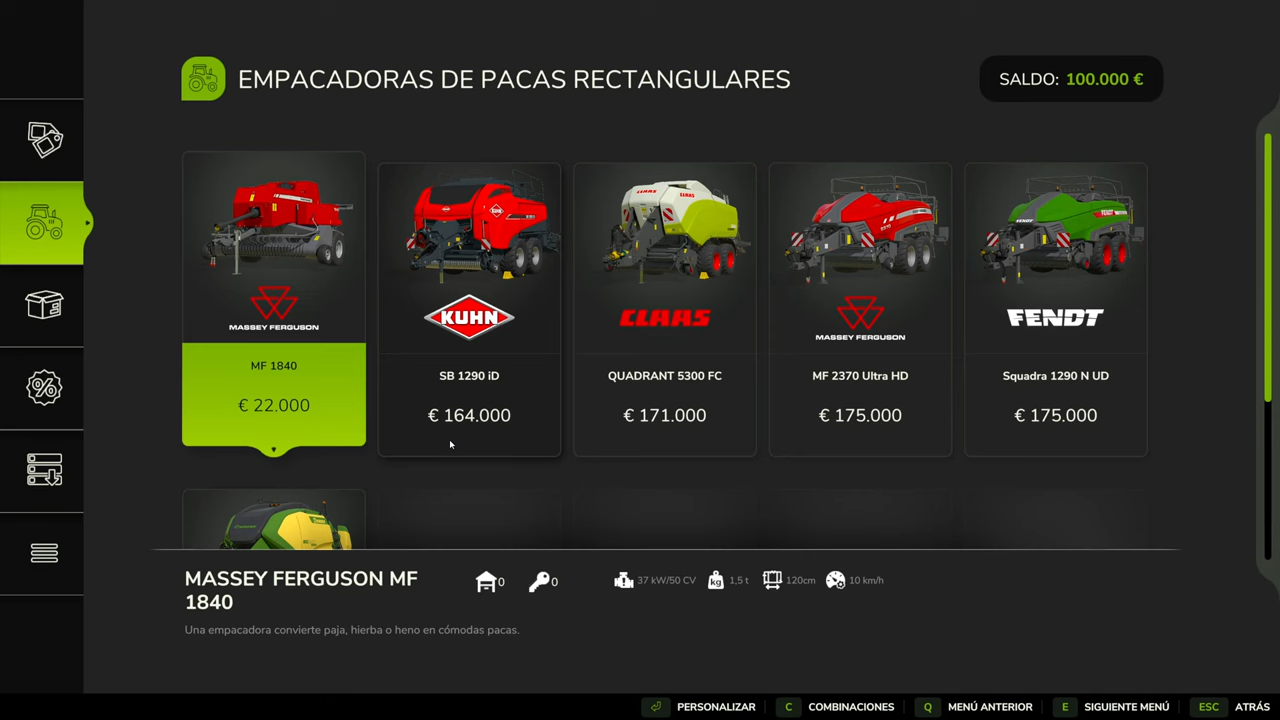 EMPACADORAS DE PACAS RECTANGULARES
SALDO: 100.000 €
MASSEY FERGUSON
KUHN
CLAAS
MASSEY FERGUSON
FENDT
MF 1840
SB 1290 iD
QUADRANT 5300 FC
MF 2370 Ultra HD
Squadra 1290 N UD
€ 22.000
€ 164.000
€ 171.000
€ 175.000
€ 175.000
MASSEY FERGUSON MF
1840
0
0
37 kW/50 CV
kg 1,5 t
120cm
10 km/h
Una empacadora convierte paja, hierba o heno en cómodas pacas.
PERSONALIZAR
C COMBINACIONES
Q MENÚ ANTERIOR
E SIGUIENTE MENÚ
ESC ATRÁS